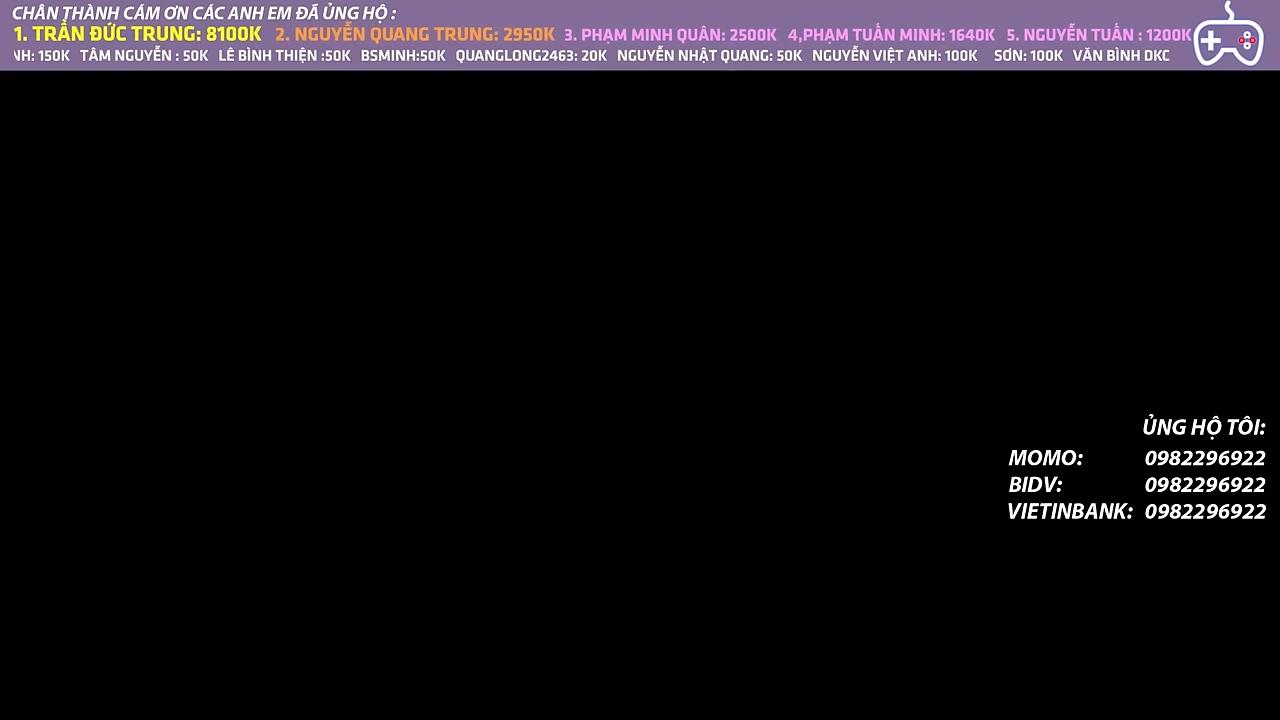 CHÂN THÀNH CÁM ƠN CÁC ANH EM ĐÃ ỦNG HỘ :
1. TRẦN ĐỨC TRUNG: 8100K 2. NGUYỄN QUANG TRUNG: 2950K 3. PHẠM MINH QUÂN: 2500K 4,PHẠM TUẤN MINH: 1640K 5. NGUYỄN TUẤN : 1200K
NH: 150K TÂM NGUYỄN : 50K LÊ BÌNH THIỆN :50K BSMINH:50K QUANGLONG2463: 20K NGUYỄN NHẬT QUANG: 50K NGUYỄN VIỆT ANH: 100K SƠN: 100K VĂN BÌNH DKC
ỦNG HỘ TÔI:
MOMO: 0982296922
BIDV: 0982296922
VIETINBANK: 0982296922